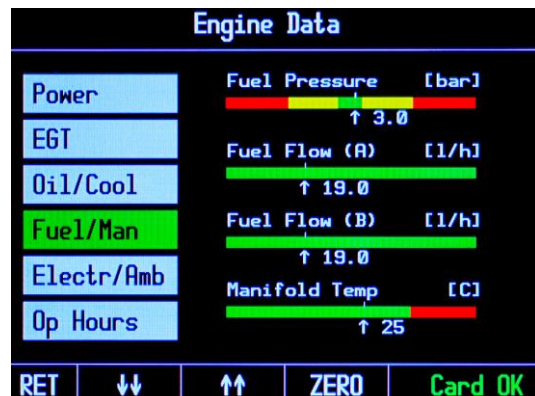 Engine Data
Power
EGT
Oil/Cool
Fuel/Man
Electr/Amb
Op Hours
Fuel Pressure [bar]
↑ 3.0
Fuel Flow (A) [l/h]
↑ 19.0
Fuel Flow (B) [l/h]
↑ 19.0
Manifold Temp [C]
↑ 25
RET ↓↓ ↑↑ ZERO Card OK